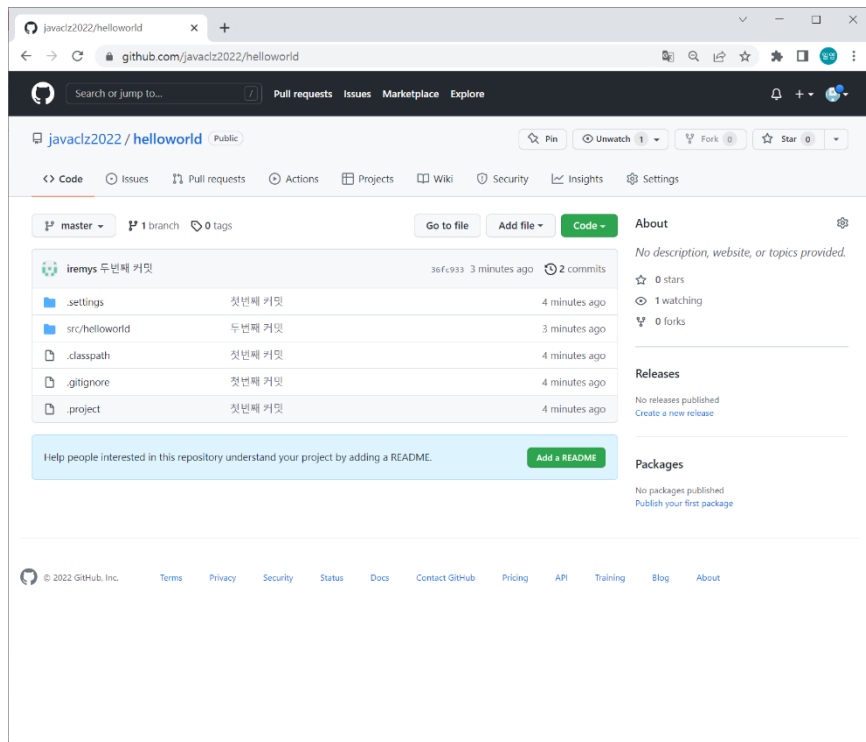 javaclz2022/helloworld
github.com/javaclz2022/helloworld
Search or jump to... / Pull requests Issues Marketplace Explore
javaclz2022 / helloworld Public Pin Unwatch 1 Fork 0 Star 0
Code Issues Pull requests Actions Projects Wiki Security Insights Settings
master 1 branch 0 tags Go to file Add file Code
iremys 두번째 커밋 36fc933 3 minutes ago 2 commits
.settings 첫번째 커밋 4 minutes ago
src/helloworld 두번째 커밋 3 minutes ago
.classpath 첫번째 커밋 4 minutes ago
.gitignore 첫번째 커밋 4 minutes ago
.project 첫번째 커밋 4 minutes ago
Help people interested in this repository understand your project by adding a README. Add a README
About
No description, website, or topics provided.
0 stars
1 watching
0 forks
Releases
No releases published
Create a new release
Packages
No packages published
Publish your first package
© 2022 GitHub, Inc. Terms Privacy Security Status Docs Contact GitHub Pricing API Training Blog About